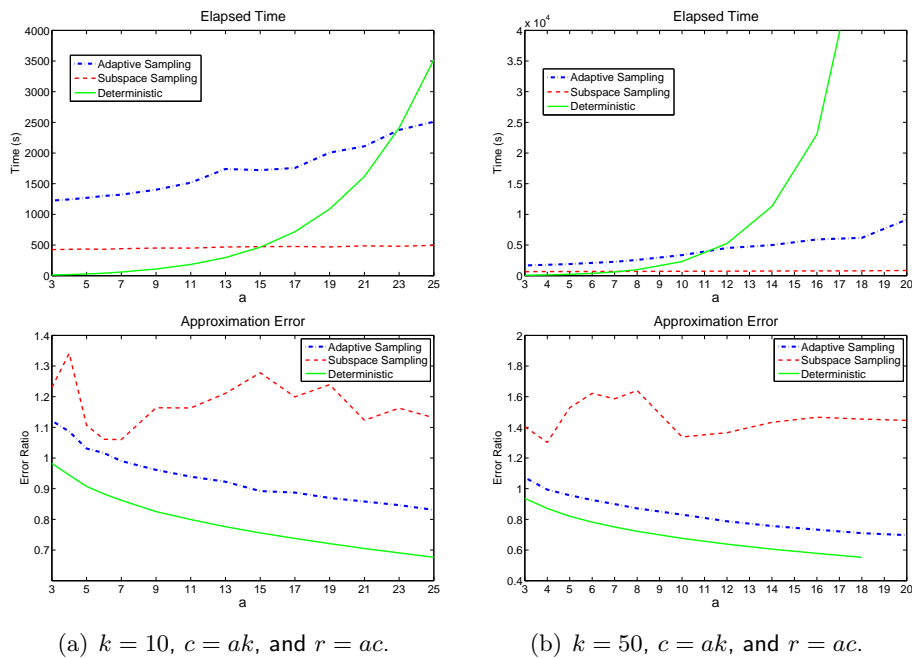 Elapsed Time
4000
3500
3000
2500
2000
1500
1000
500
0
Time (s)
Adaptive Sampling
Subspace Sampling
Deterministic
3 5 7 9 11 13 15 17 19 21 23 25
a
Elapsed Time
x 10^4
4
3.5
3
2.5
2
1.5
1
0.5
0
Time (s)
Adaptive Sampling
Subspace Sampling
Deterministic
3 4 5 6 7 8 9 10 11 12 13 14 15 16 17 18 19 20
a
Approximation Error
1.4
1.3
1.2
1.1
1
0.9
0.8
0.7
Error Ratio
Adaptive Sampling
Subspace Sampling
Deterministic
3 5 7 9 11 13 15 17 19 21 23 25
a
Approximation Error
2
1.8
1.6
1.4
1.2
1
0.8
0.6
0.4
Error Ratio
Adaptive Sampling
Subspace Sampling
Deterministic
3 4 5 6 7 8 9 10 11 12 13 14 15 16 17 18 19 20
a
(a) k = 10, c = ak, and r = ac.
(b) k = 50, c = ak, and r = ac.